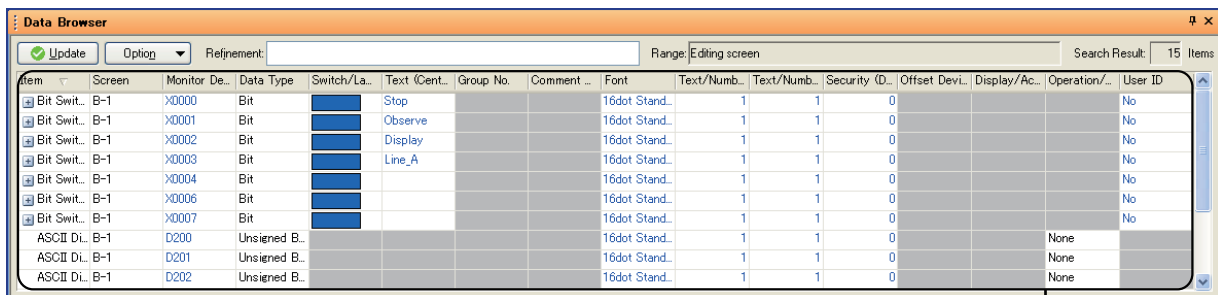 Data Browser
Update Option Refinement: Range: Editing screen Search Result: 15 Items
Item Screen Monitor De... Data Type Switch/La... Text (Cent... Group No. Comment ... Font Text/Numb... Text/Numb... Security (D... Offset Devi... Display/Ac... Operation/... User ID
Bit Swit... B-1 X0000 Bit Stop 16dot Stand... 1 1 0 No
Bit Swit... B-1 X0001 Bit Observe 16dot Stand... 1 1 0 No
Bit Swit... B-1 X0002 Bit Display 16dot Stand... 1 1 0 No
Bit Swit... B-1 X0003 Bit Line_A 16dot Stand... 1 1 0 No
Bit Swit... B-1 X0004 Bit 16dot Stand... 1 1 0 No
Bit Swit... B-1 X0006 Bit 16dot Stand... 1 1 0 No
Bit Swit... B-1 X0007 Bit 16dot Stand... 1 1 0 No
ASCII Di... B-1 D200 Unsigned B... 16dot Stand... 1 1 0 None
ASCII Di... B-1 D201 Unsigned B... 16dot Stand... 1 1 0 None
ASCII Di... B-1 D202 Unsigned B... 16dot Stand... 1 1 0 None